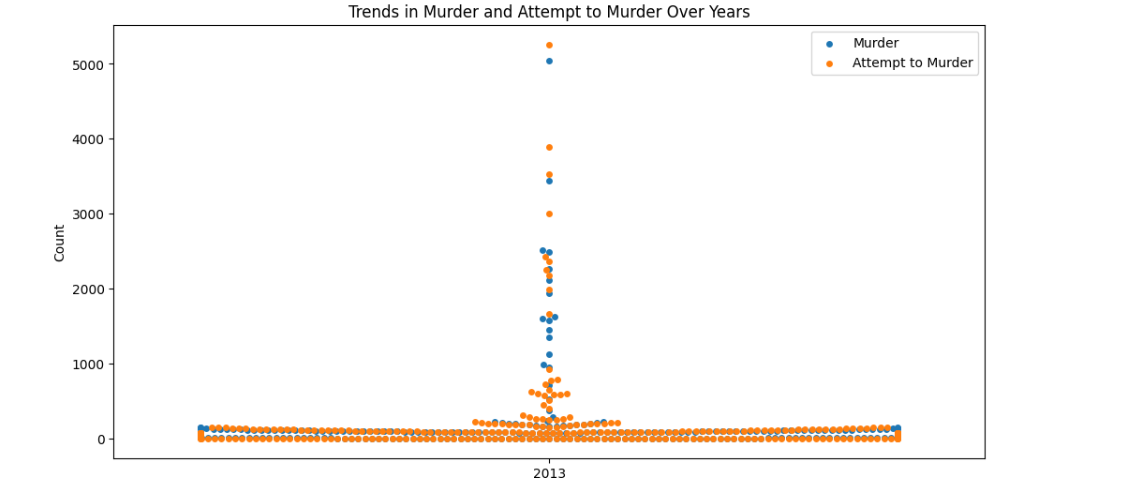 Trends in Murder and Attempt to Murder Over Years
Murder
Attempt to Murder
5000
4000
3000
2000
1000
0
Count
2013